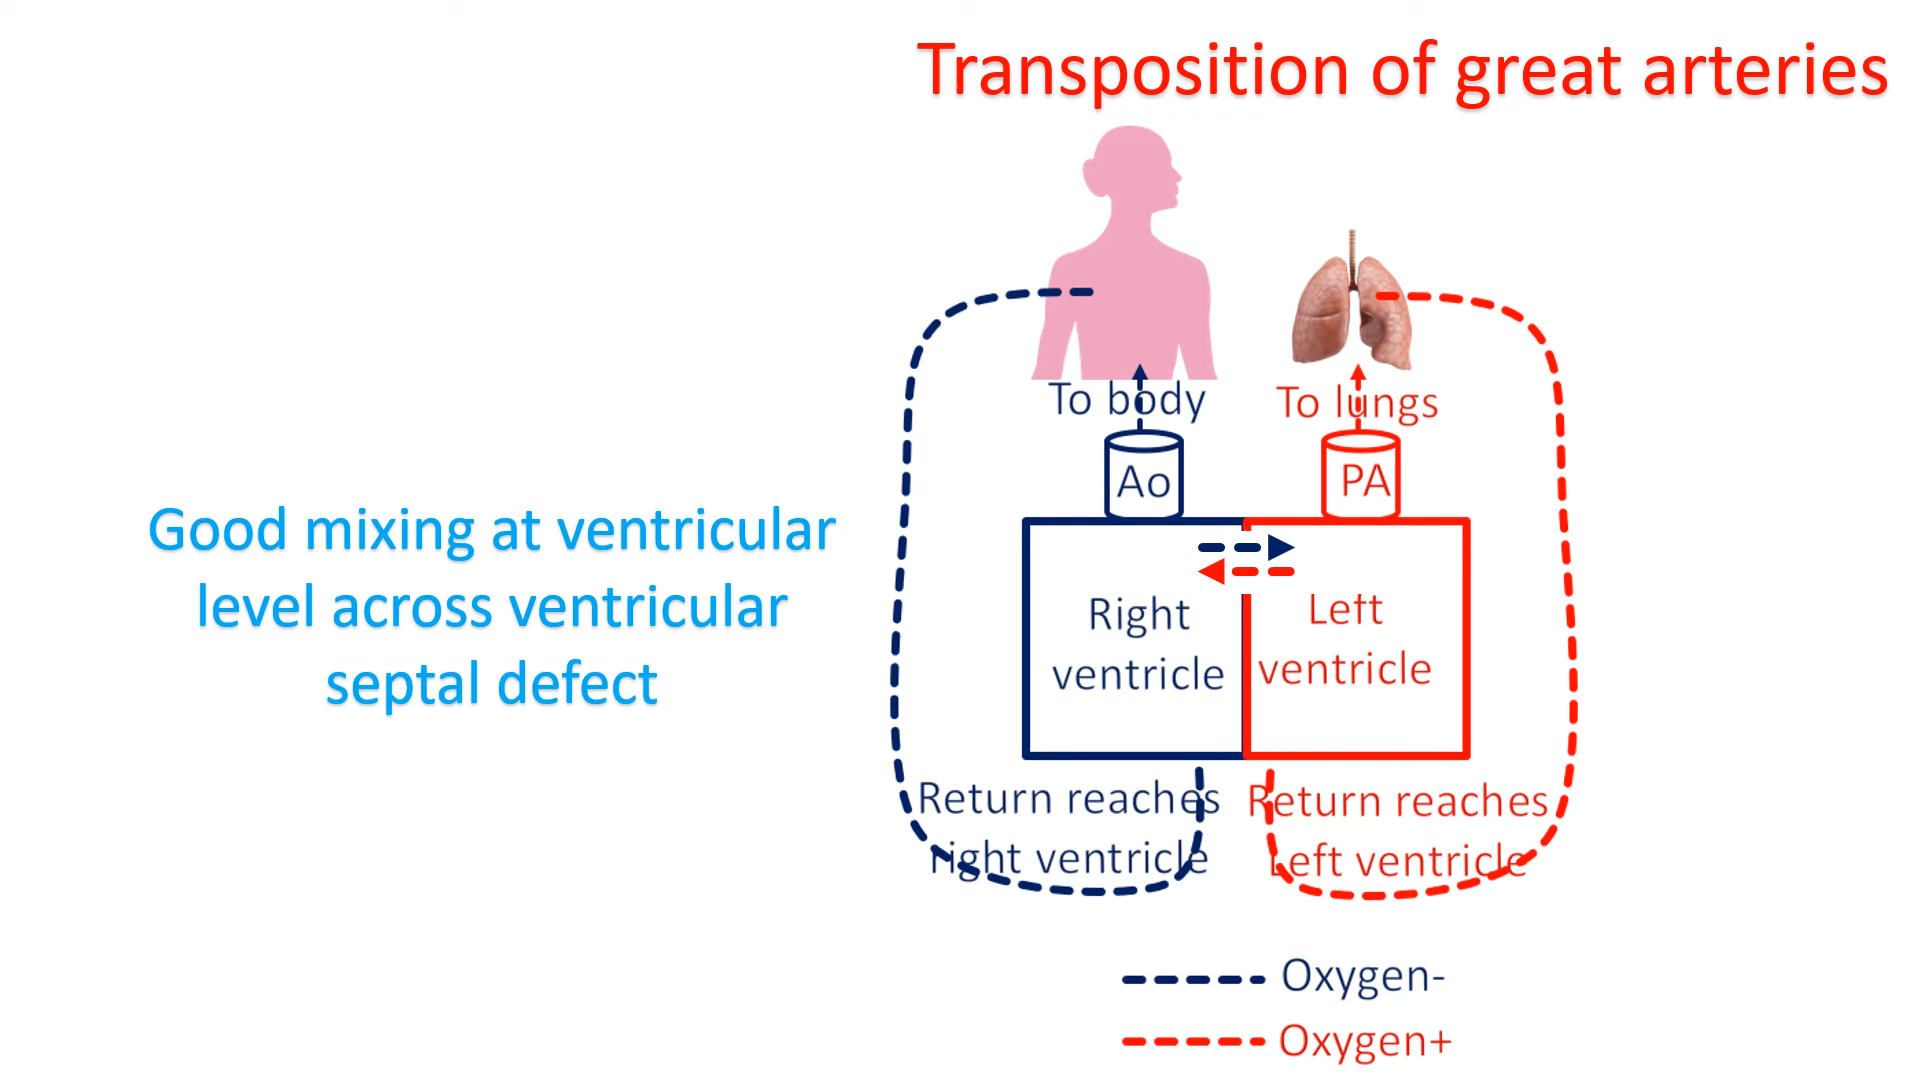 Transposition of great arteries
To body
To lungs
Ao
PA
Good mixing at ventricular
level across ventricular
septal defect
Right
ventricle
Left
ventricle
Return reaches
right ventricle
Return reaches
Left ventricle
Oxygen-
Oxygen+